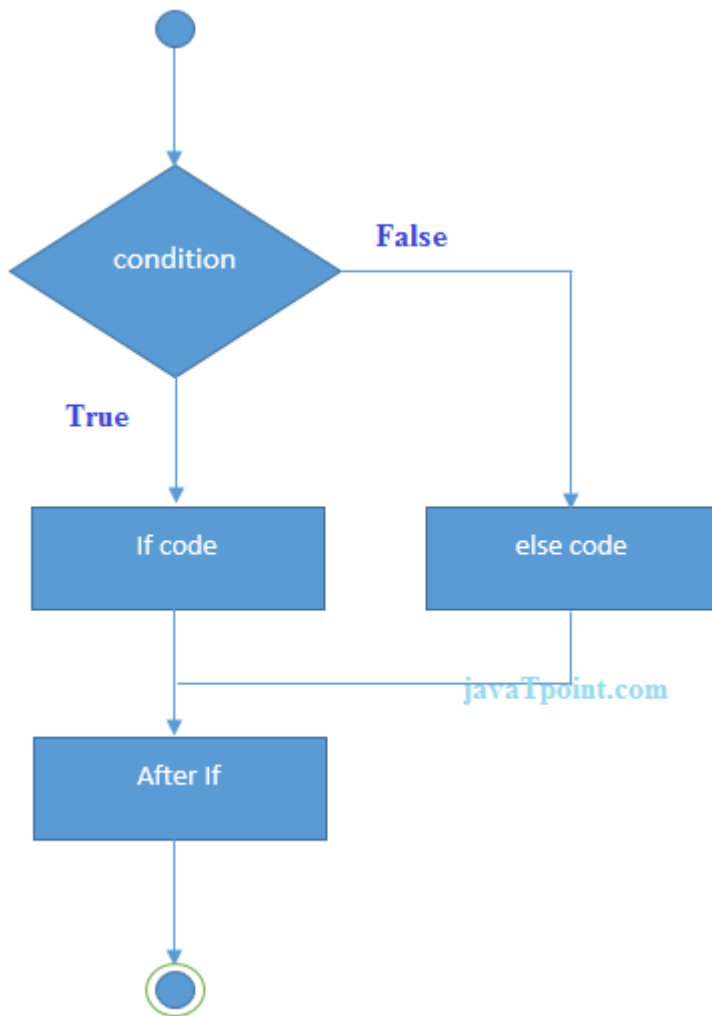 condition
False
True
If code
else code
javaTpoint.com
After If